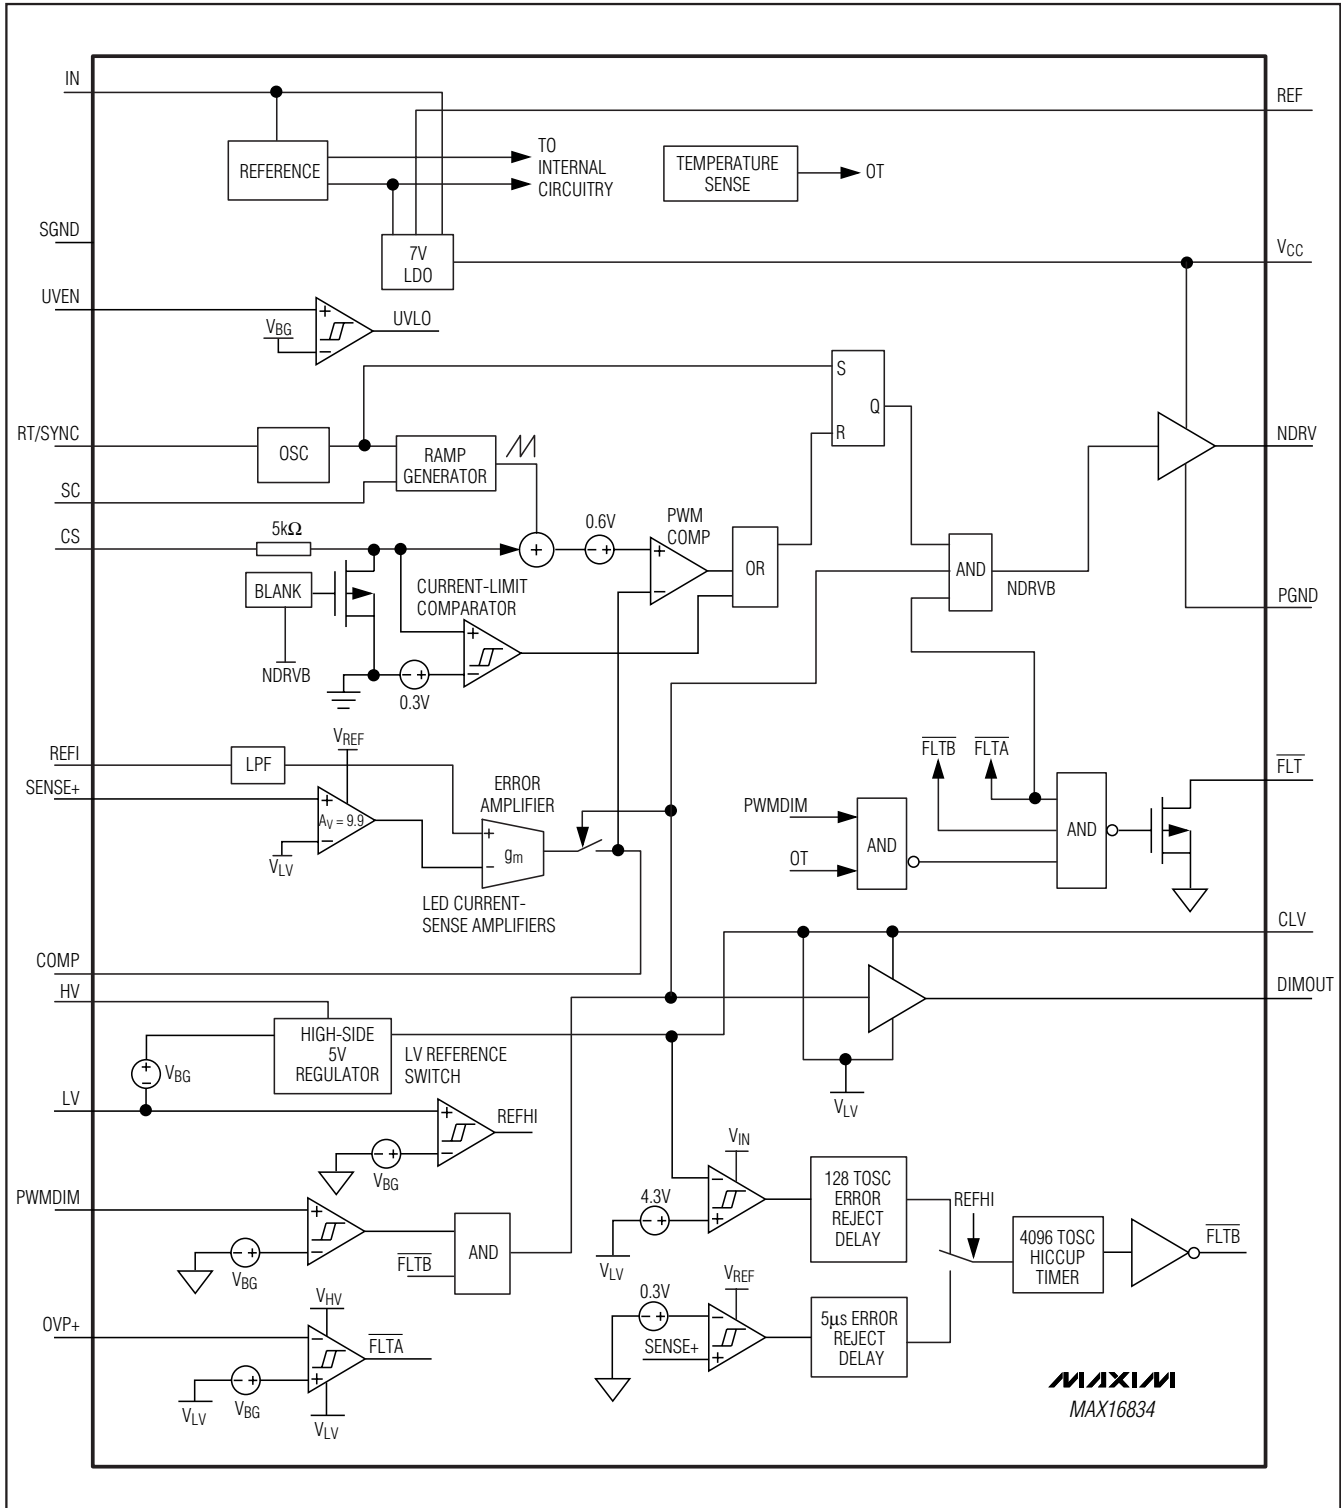 IN
REF
REFERENCE
TO
INTERNAL
CIRCUITRY
TEMPERATURE
SENSE
OT
SGND
7V
LDO
VCC
UVEN
VBG
+
−
UVLO
S
R
Q
RT/SYNC
OSC
RAMP
GENERATOR
NDRV
SC
CS
5kΩ
+
0.6V
− +
PWM
COMP
+
−
OR
AND
NDRVB
PGND
BLANK
NDRVB
CURRENT-LIMIT
COMPARATOR
+
−
− +
0.3V
REFI
LPF
VREF
SENSE+
+
AV = 9.9
−
VLV
ERROR
AMPLIFIER
+
gm
−
LED CURRENT-
SENSE AMPLIFIERS
FLTB
FLTA
FLT
PWMDIM
OT
AND
AND
CLV
COMP
HV
DIMOUT
HIGH-SIDE
5V
REGULATOR
LV REFERENCE
SWITCH
+
−
VBG
LV
+
−
REFHI
− +
VBG
VLV
PWMDIM
+
−
− +
VBG
FLTB
AND
VIN
4.3V
− +
−
+
VLV
128 TOSC
ERROR
REJECT
DELAY
REFHI
4096 TOSC
HICCUP
TIMER
FLTB
OVP+
VHV
−
+
FLTA
− +
VLV
VBG
VLV
VREF
0.3V
− +
SENSE+
−
+
5µs ERROR
REJECT
DELAY
MAXIM
MAX16834